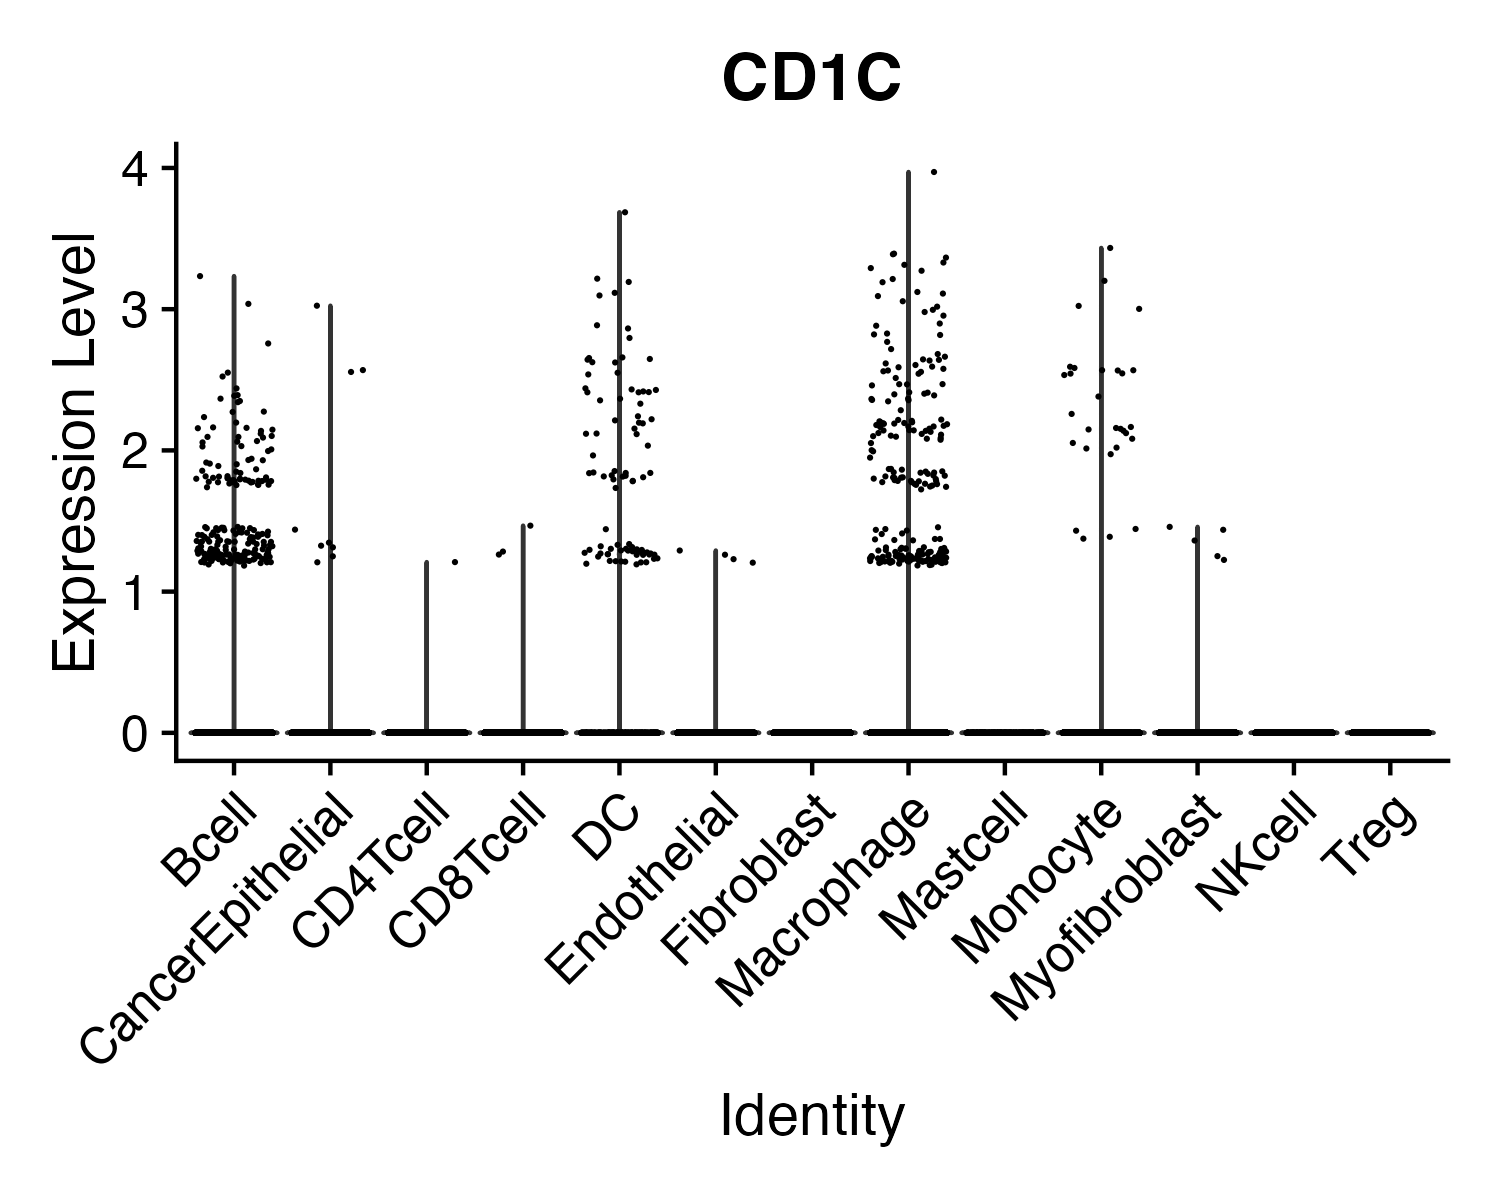 CD1C
Expression Level
4
3
2
1
0
Bcell
CancerEpithelial
CD4Tcell
CD8Tcell
DC
Endothelial
Fibroblast
Macrophage
Mastcell
Monocyte
Myofibroblast
NKcell
Treg
Identity